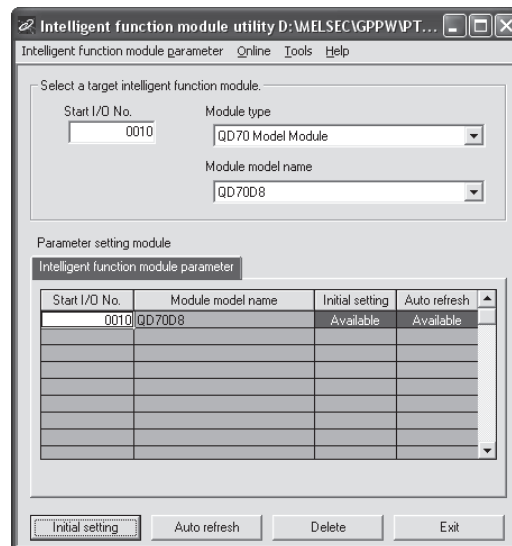 Intelligent function module utility D:\MELSEC\GPPW\PT...
Intelligent function module parameter Online Tools Help
Select a target intelligent function module.
Start I/O No.
Module type
0010
QD70 Model Module
Module model name
QD70D8
Parameter setting module
Intelligent function module parameter
Start I/O No. Module model name Initial setting Auto refresh
0010 QD70D8 Available Available
Initial setting Auto refresh Delete Exit